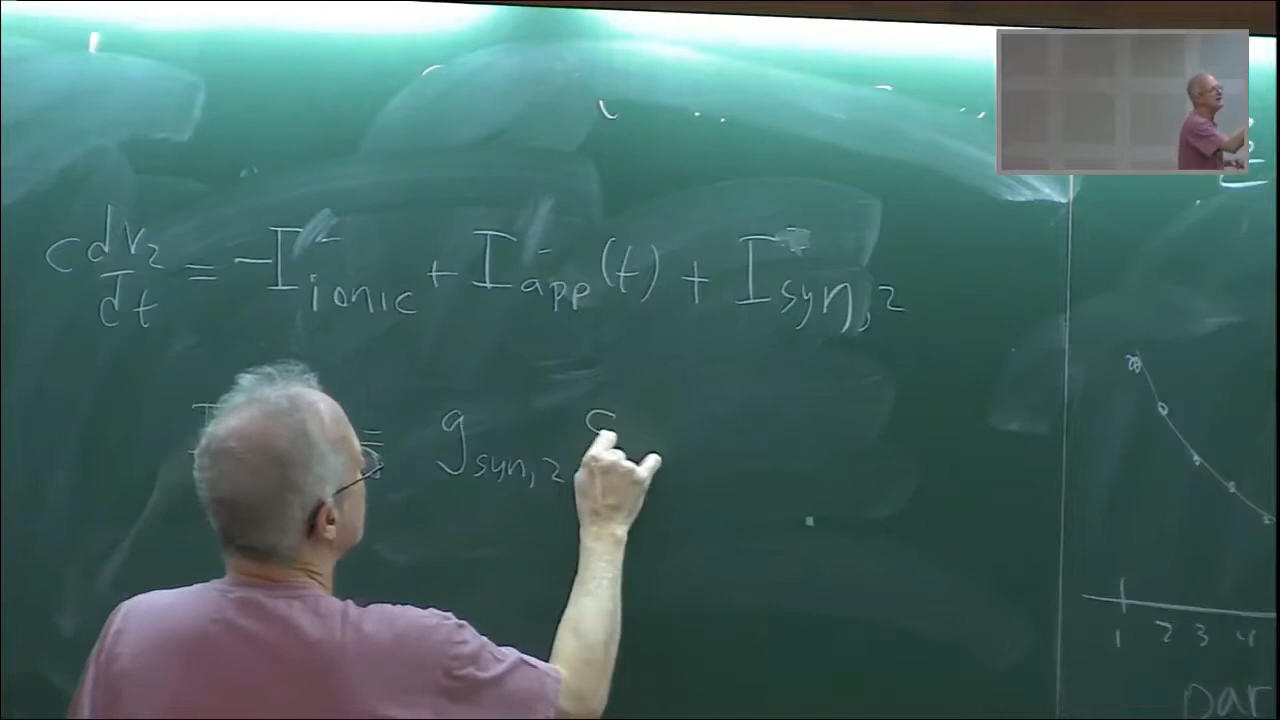 C dV₂/dt = -I_ionic + I_app(t) + I_syn,2
I = g_syn,2 S
1 2 3 4
par